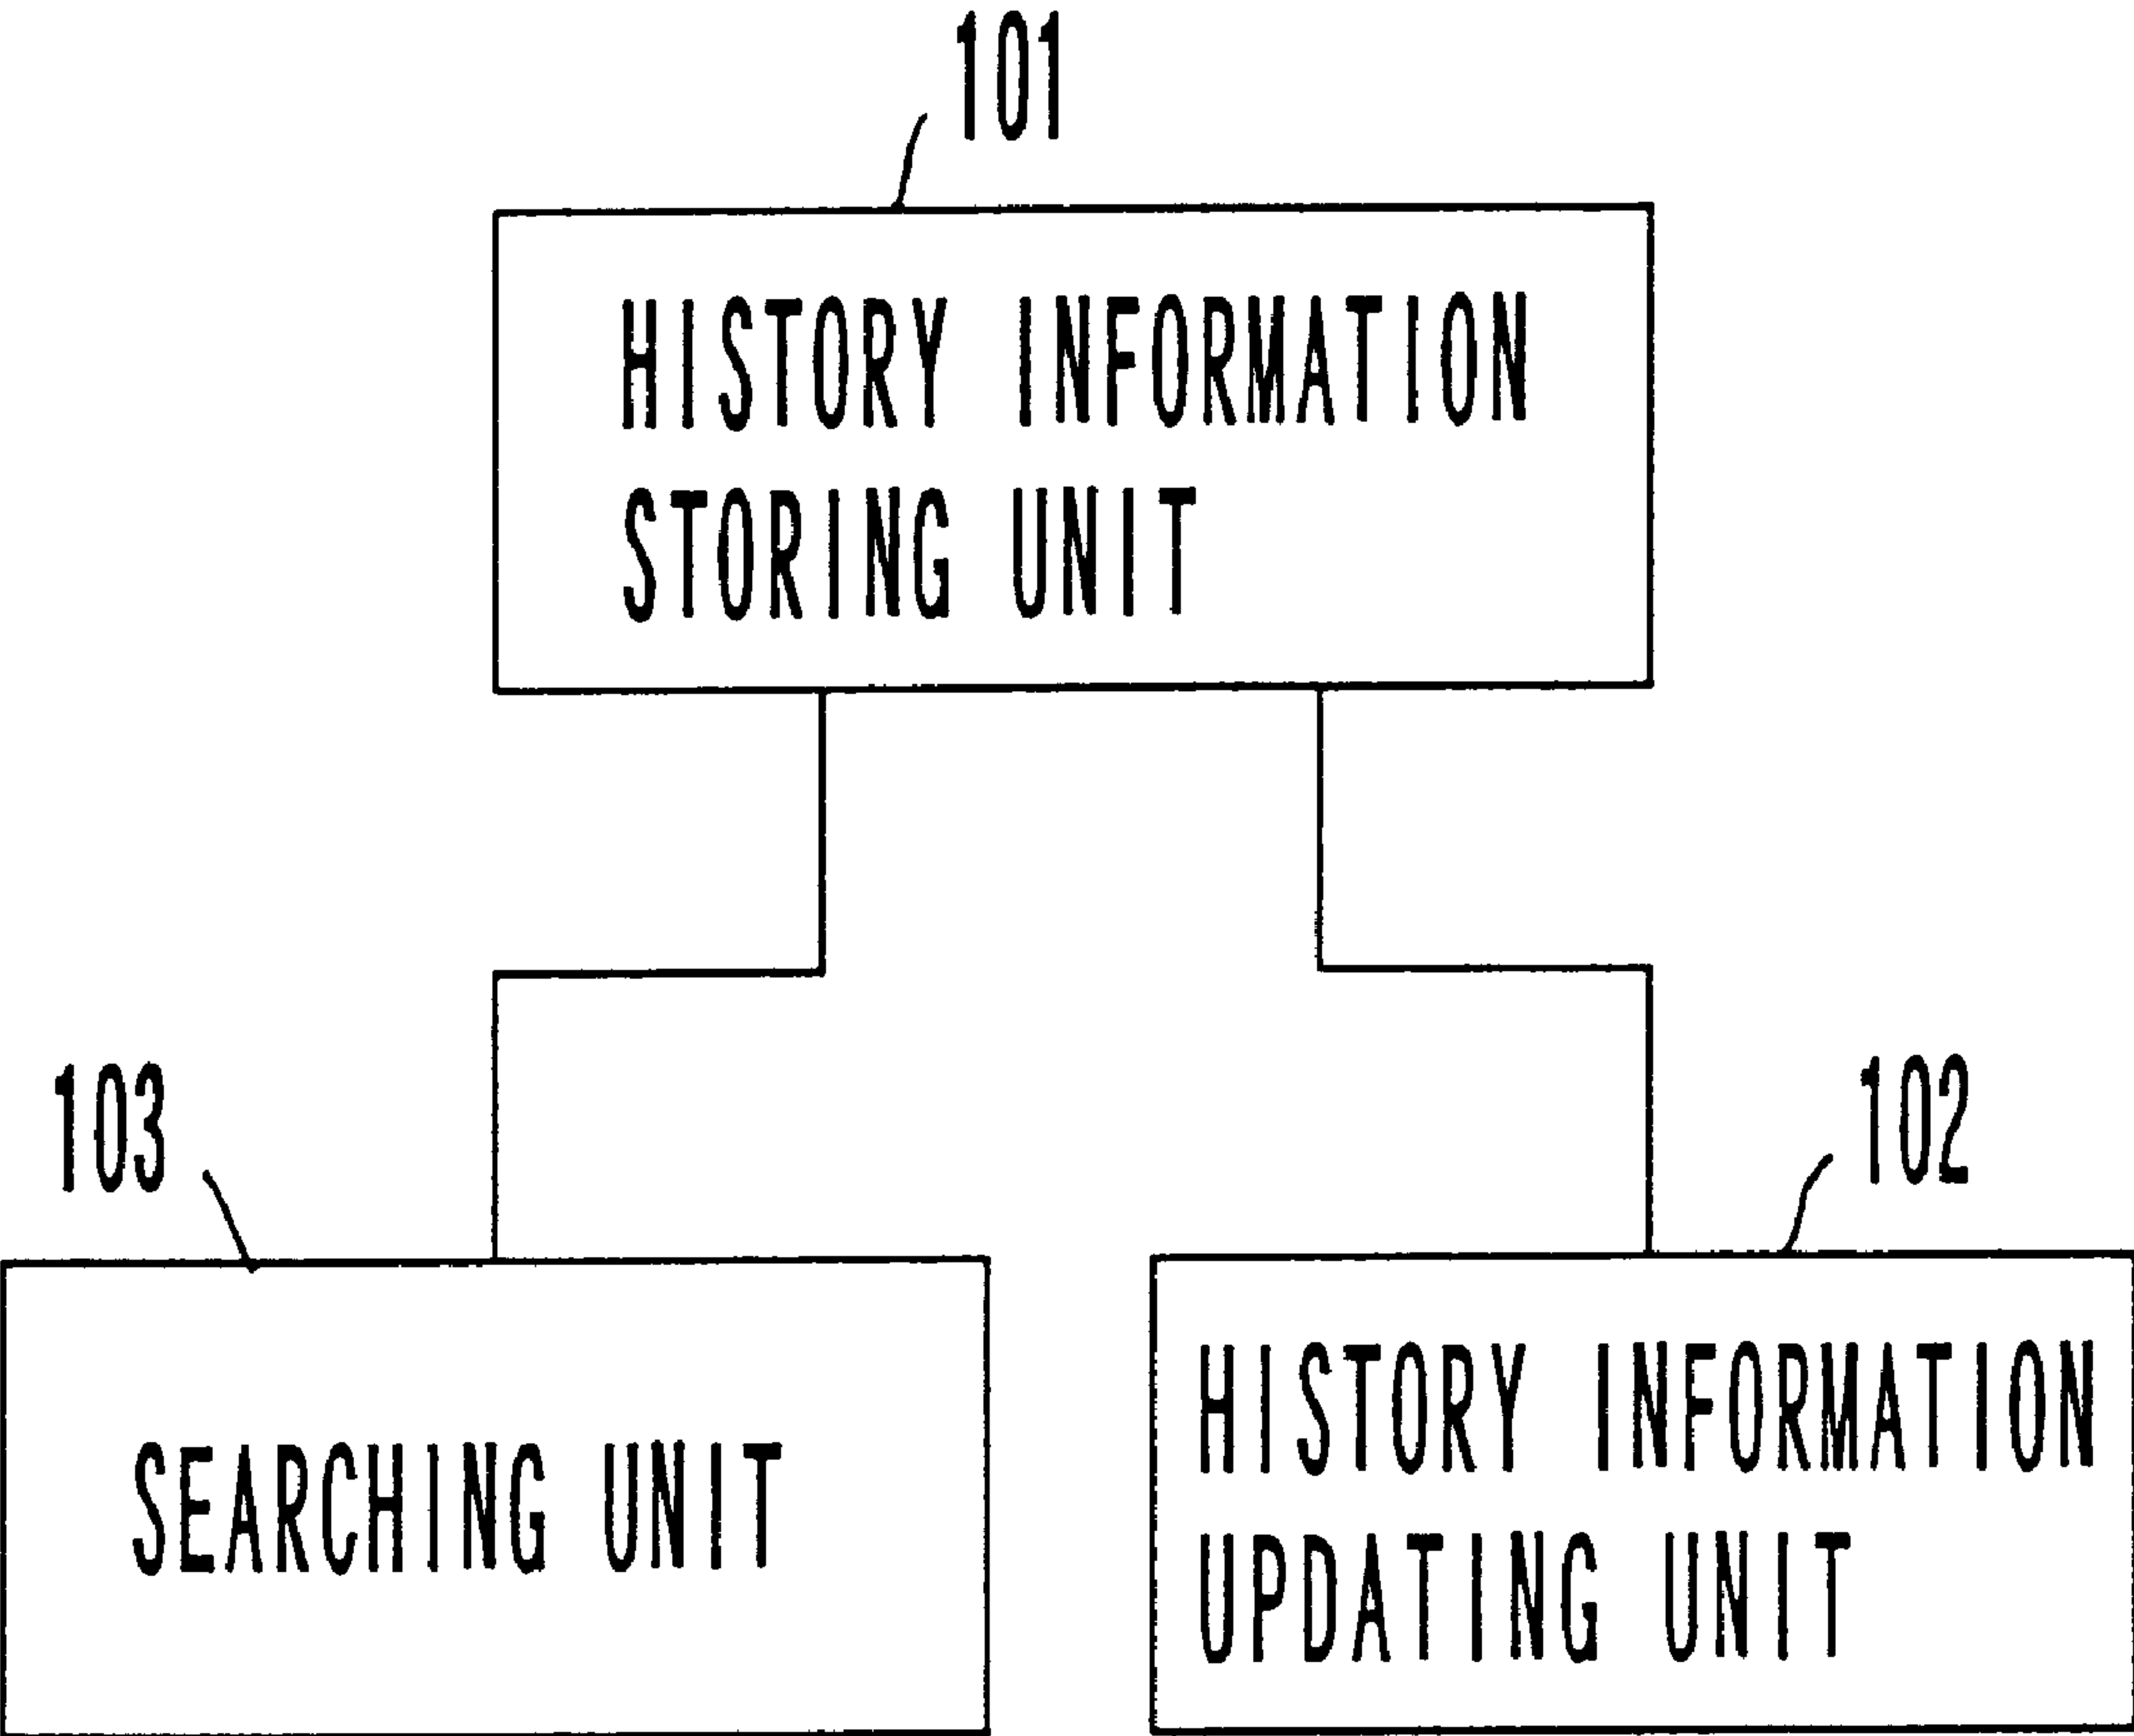 101
HISTORY INFORMATION
STORING UNIT
103
102
SEARCHING UNIT
HISTORY INFORMATION
UPDATING UNIT